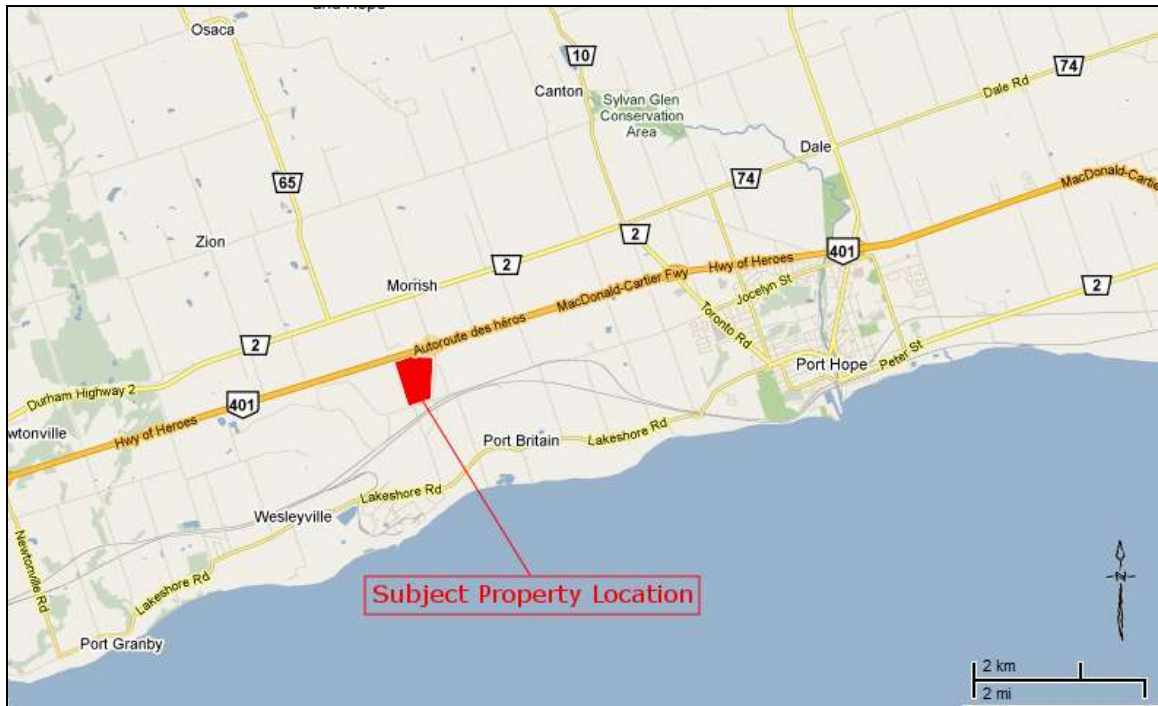 and Hope
Osaca
10
74
Dale Rd
Canton
Sylvan Glen
Conservation
Area
Dale
65
74
MacDonald-Cartie
Zion
2
401
2
Hwy of Heroes
MacDonald-Cartier Fwy
Jocelyn St
Morrish
2
Autoroute des héros
Toronto Rd
2
Peter St
Port Hope
Durham Highway 2
401
Hwy of Heroes
wtonville
Port Britain
Lakeshore Rd
Lakeshore Rd
Wesleyville
Newtonville Rd
Lakeshore Rd
Subject Property Location
Port Granby
N
2 km
2 mi